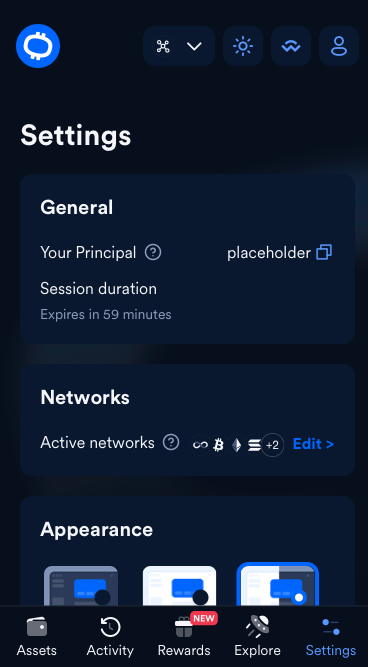 Settings
General
Your Principal placeholder
Session duration
Expires in 59 minutes
Networks
Active networks +2 Edit >
Appearance
NEW
Assets Activity Rewards Explore Settings